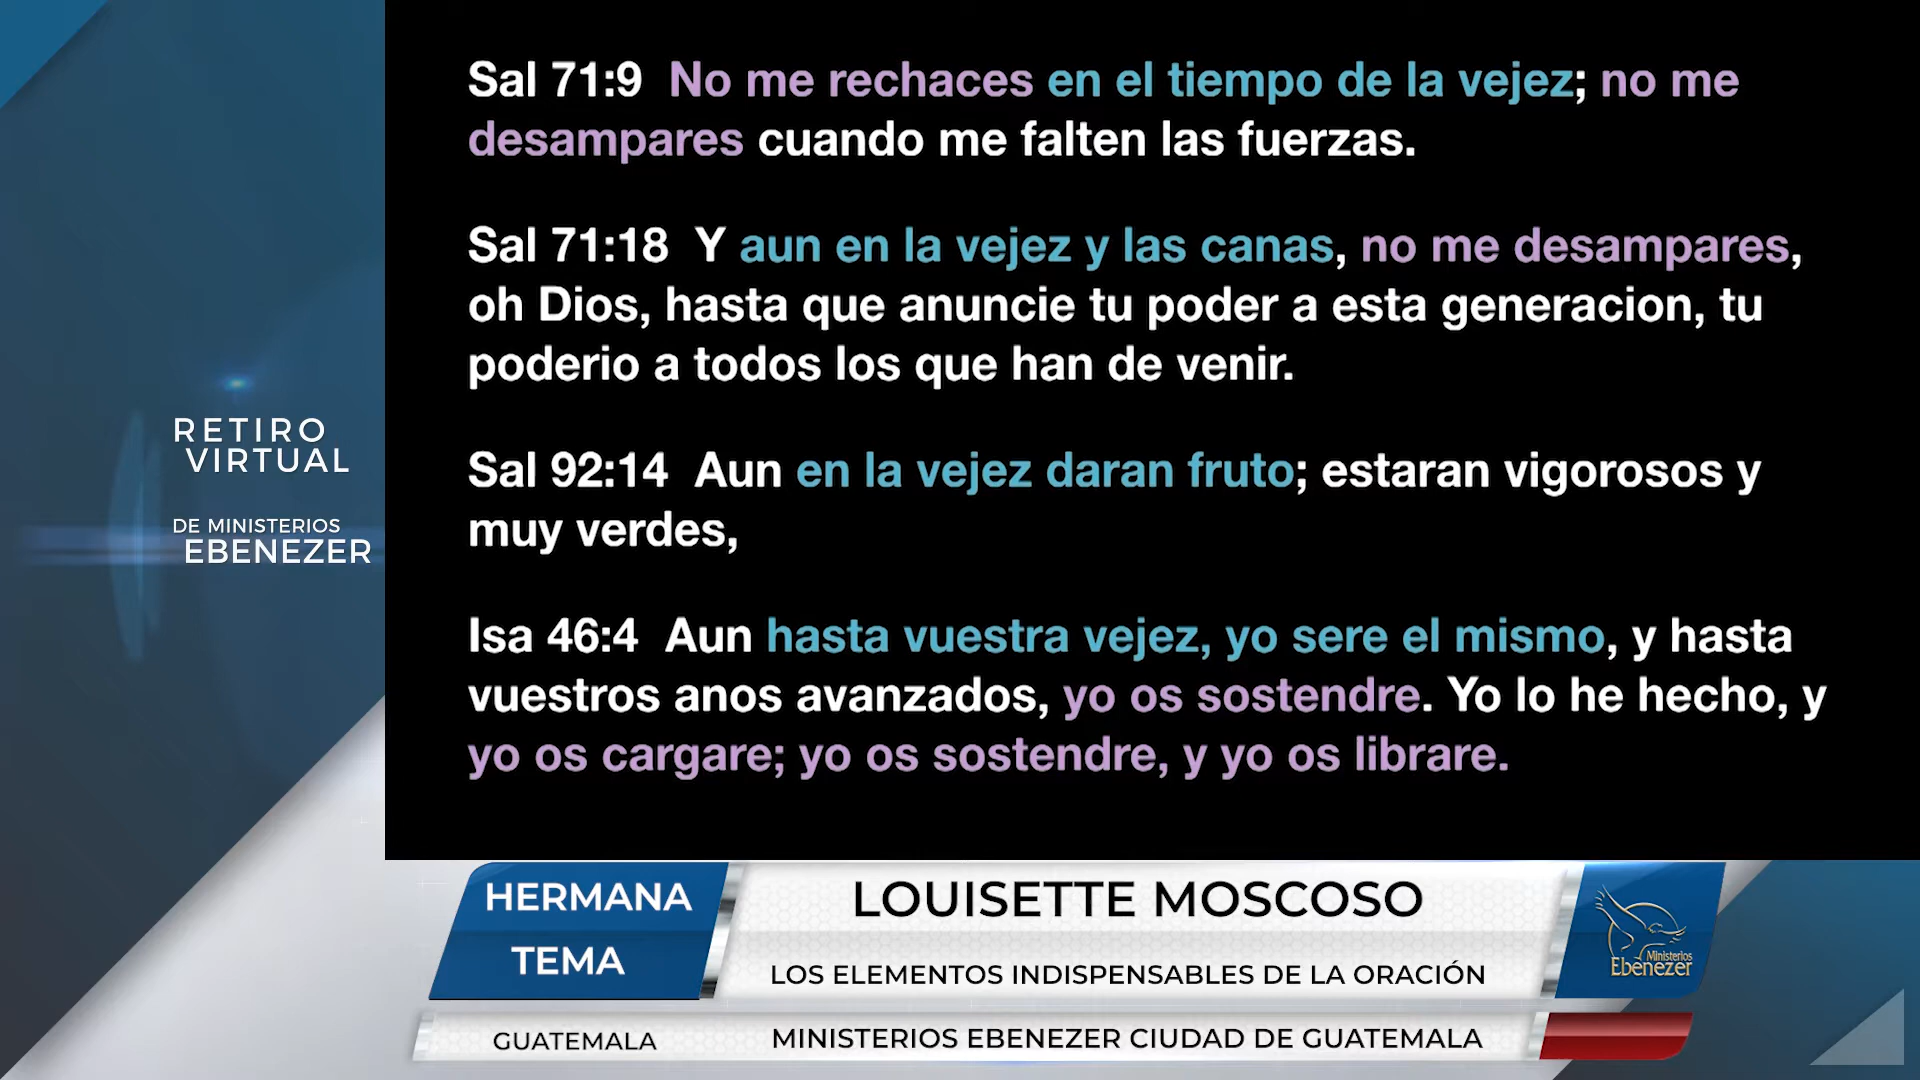 Sal 71:9 No me rechaces en el tiempo de la vejez; no me
desampares cuando me falten las fuerzas.
Sal 71:18 Y aun en la vejez y las canas, no me desampares,
oh Dios, hasta que anuncie tu poder a esta generacion, tu
poderio a todos los que han de venir.
Sal 92:14 Aun en la vejez daran fruto; estaran vigorosos y
muy verdes,
Isa 46:4 Aun hasta vuestra vejez, yo sere el mismo, y hasta
vuestros anos avanzados, yo os sostendre. Yo lo he hecho, y
yo os cargare; yo os sostendre, y yo os librare.
RETIRO
VIRTUAL
DE MINISTERIOS
EBENEZER
HERMANA
LOUISETTE MOSCOSO
TEMA
LOS ELEMENTOS INDISPENSABLES DE LA ORACIÓN
Ministerios
Ebenezer
GUATEMALA
MINISTERIOS EBENEZER CIUDAD DE GUATEMALA